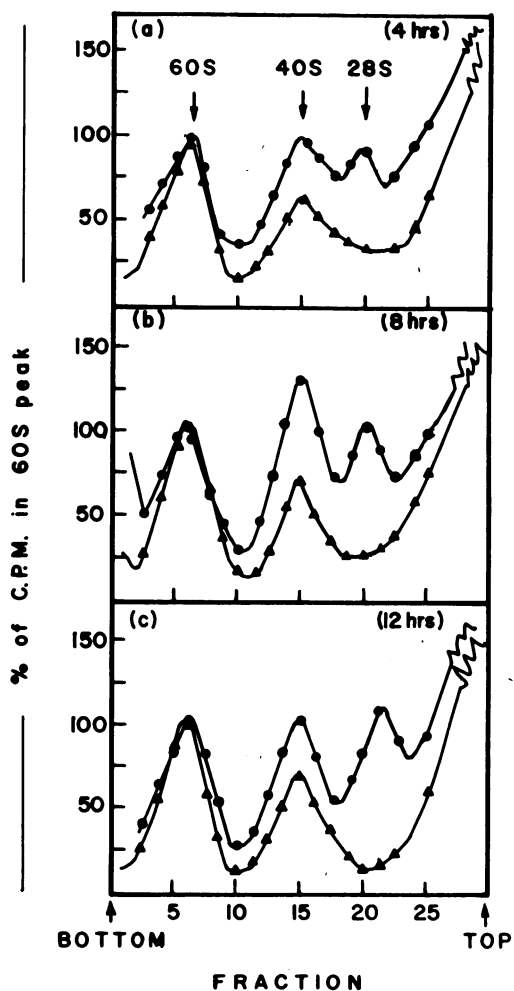 (a) (4 hrs)
60S 40S 28S
150
100
50
(b) (8 hrs)
150
100
50
(c) (12 hrs)
150
100
50
5 10 15 20 25
BOTTOM TOP
FRACTION
% of C.P.M. in 60S peak